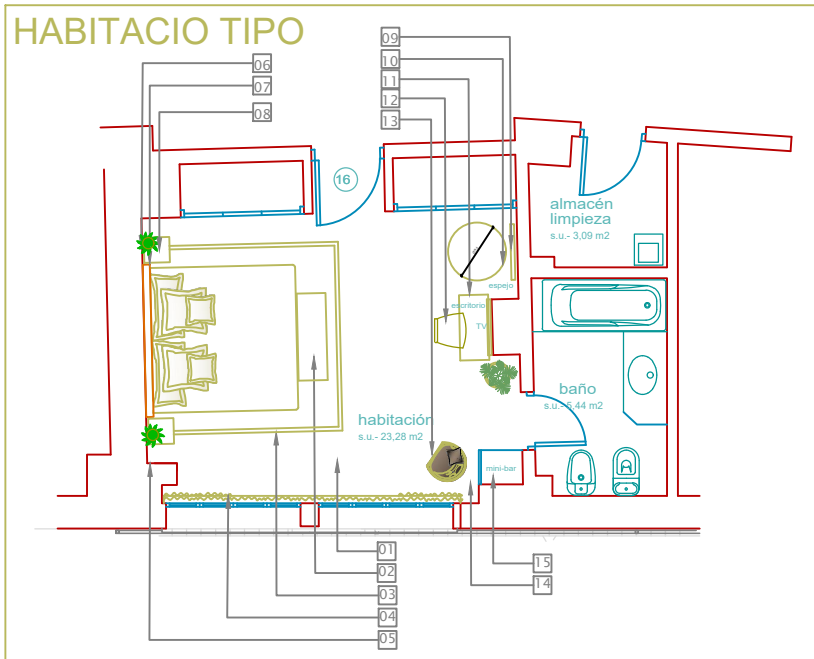 HABITACIO TIPO
06
07
08
09
10
11
12
13
16
almacén
limpieza
s.u.- 3,09 m2
espejo
escritorio
TV
baño
s.u.- 5,44 m2
habitación
s.u.- 23,28 m2
mini-bar
01
02
03
04
05
15
14